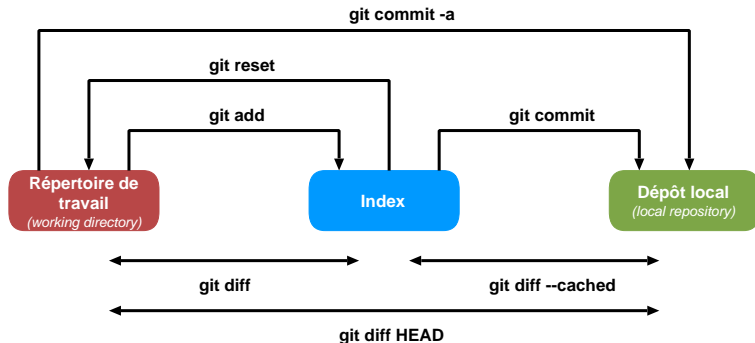 git commit -a
git reset
git add
git commit
Répertoire de
travail
(working directory)
Index
Dépôt local
(local repository)
git diff
git diff --cached
git diff HEAD